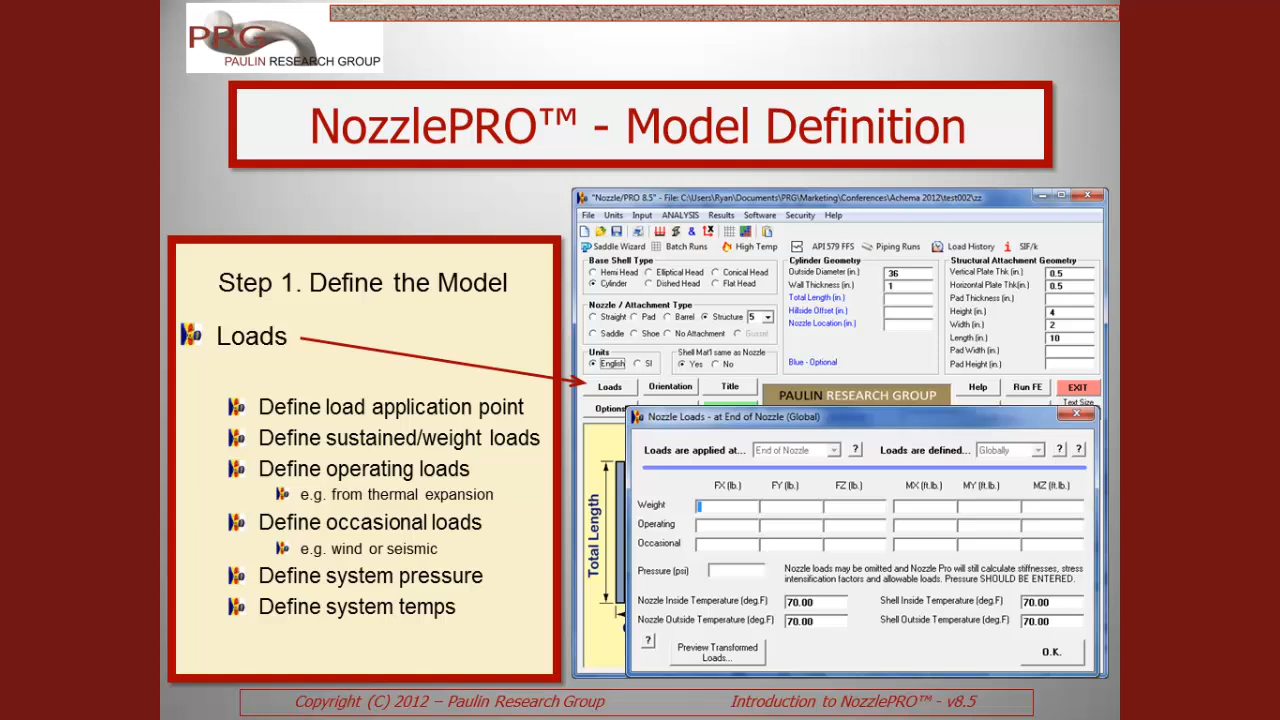 PRG
PAULIN RESEARCH GROUP
NozzlePRO™ - Model Definition
Step 1. Define the Model
Loads
Define load application point
Define sustained/weight loads
Define operating loads
e.g. from thermal expansion
Define occasional loads
e.g. wind or seismic
Define system pressure
Define system temps
"Nozzle/PRO 8.5" - File: C:\Users\Ryan\Documents\PRG\Marketing\Conferences\Achema 2012\test002\zz
File Units Input ANALYSIS Results Software Security Help
Saddle Wizard Batch Runs High Temp API 579 FFS Piping Runs Load History SIF/k
Base Shell Type
Hemi Head Elliptical Head Conical Head
Cylinder Dished Head Flat Head
Nozzle / Attachment Type
Straight Pad Barrel Structure 5
Saddle Shoe No Attachment Gusset
Units
English SI
Shell Mat'l same as Nozzle
Yes No
Cylinder Geometry
Outside Diameter (in.) 36
Wall Thickness (in.) 1
Total Length (in.)
Hillside Offset (in.)
Nozzle Location (in.)
Blue - Optional
Structural Attachment Geometry
Vertical Plate Thk (in.) 0.5
Horizontal Plate Thk(in.) 0.5
Pad Thickness (in.)
Height (in.) 4
Width (in.) 2
Length (in.) 10
Pad Width (in.)
Pad Height (in.)
Loads Orientation Title PAULIN RESEARCH GROUP Help Run FE EXIT
Options
Text Size
Total Length
Nozzle Loads - at End of Nozzle (Global)
Loads are applied at... End of Nozzle ? Loads are defined... Globally ? ?
FX (lb.) FY (lb.) FZ (lb.) MX (ft.lb.) MY (ft.lb.) MZ (ft.lb.)
Weight
Operating
Occasional
Pressure (psi)
Nozzle loads may be omitted and Nozzle Pro will still calculate stiffnesses, stress
intensification factors and allowable loads. Pressure SHOULD BE ENTERED.
Nozzle Inside Temperature (deg.F) 70.00 Shell Inside Temperature (deg.F) 70.00
Nozzle Outside Temperature (deg.F) 70.00 Shell Outside Temperature (deg.F) 70.00
?
Preview Transformed
Loads...
O.K.
Copyright (C) 2012 – Paulin Research Group Introduction to NozzlePRO™ - v8.5